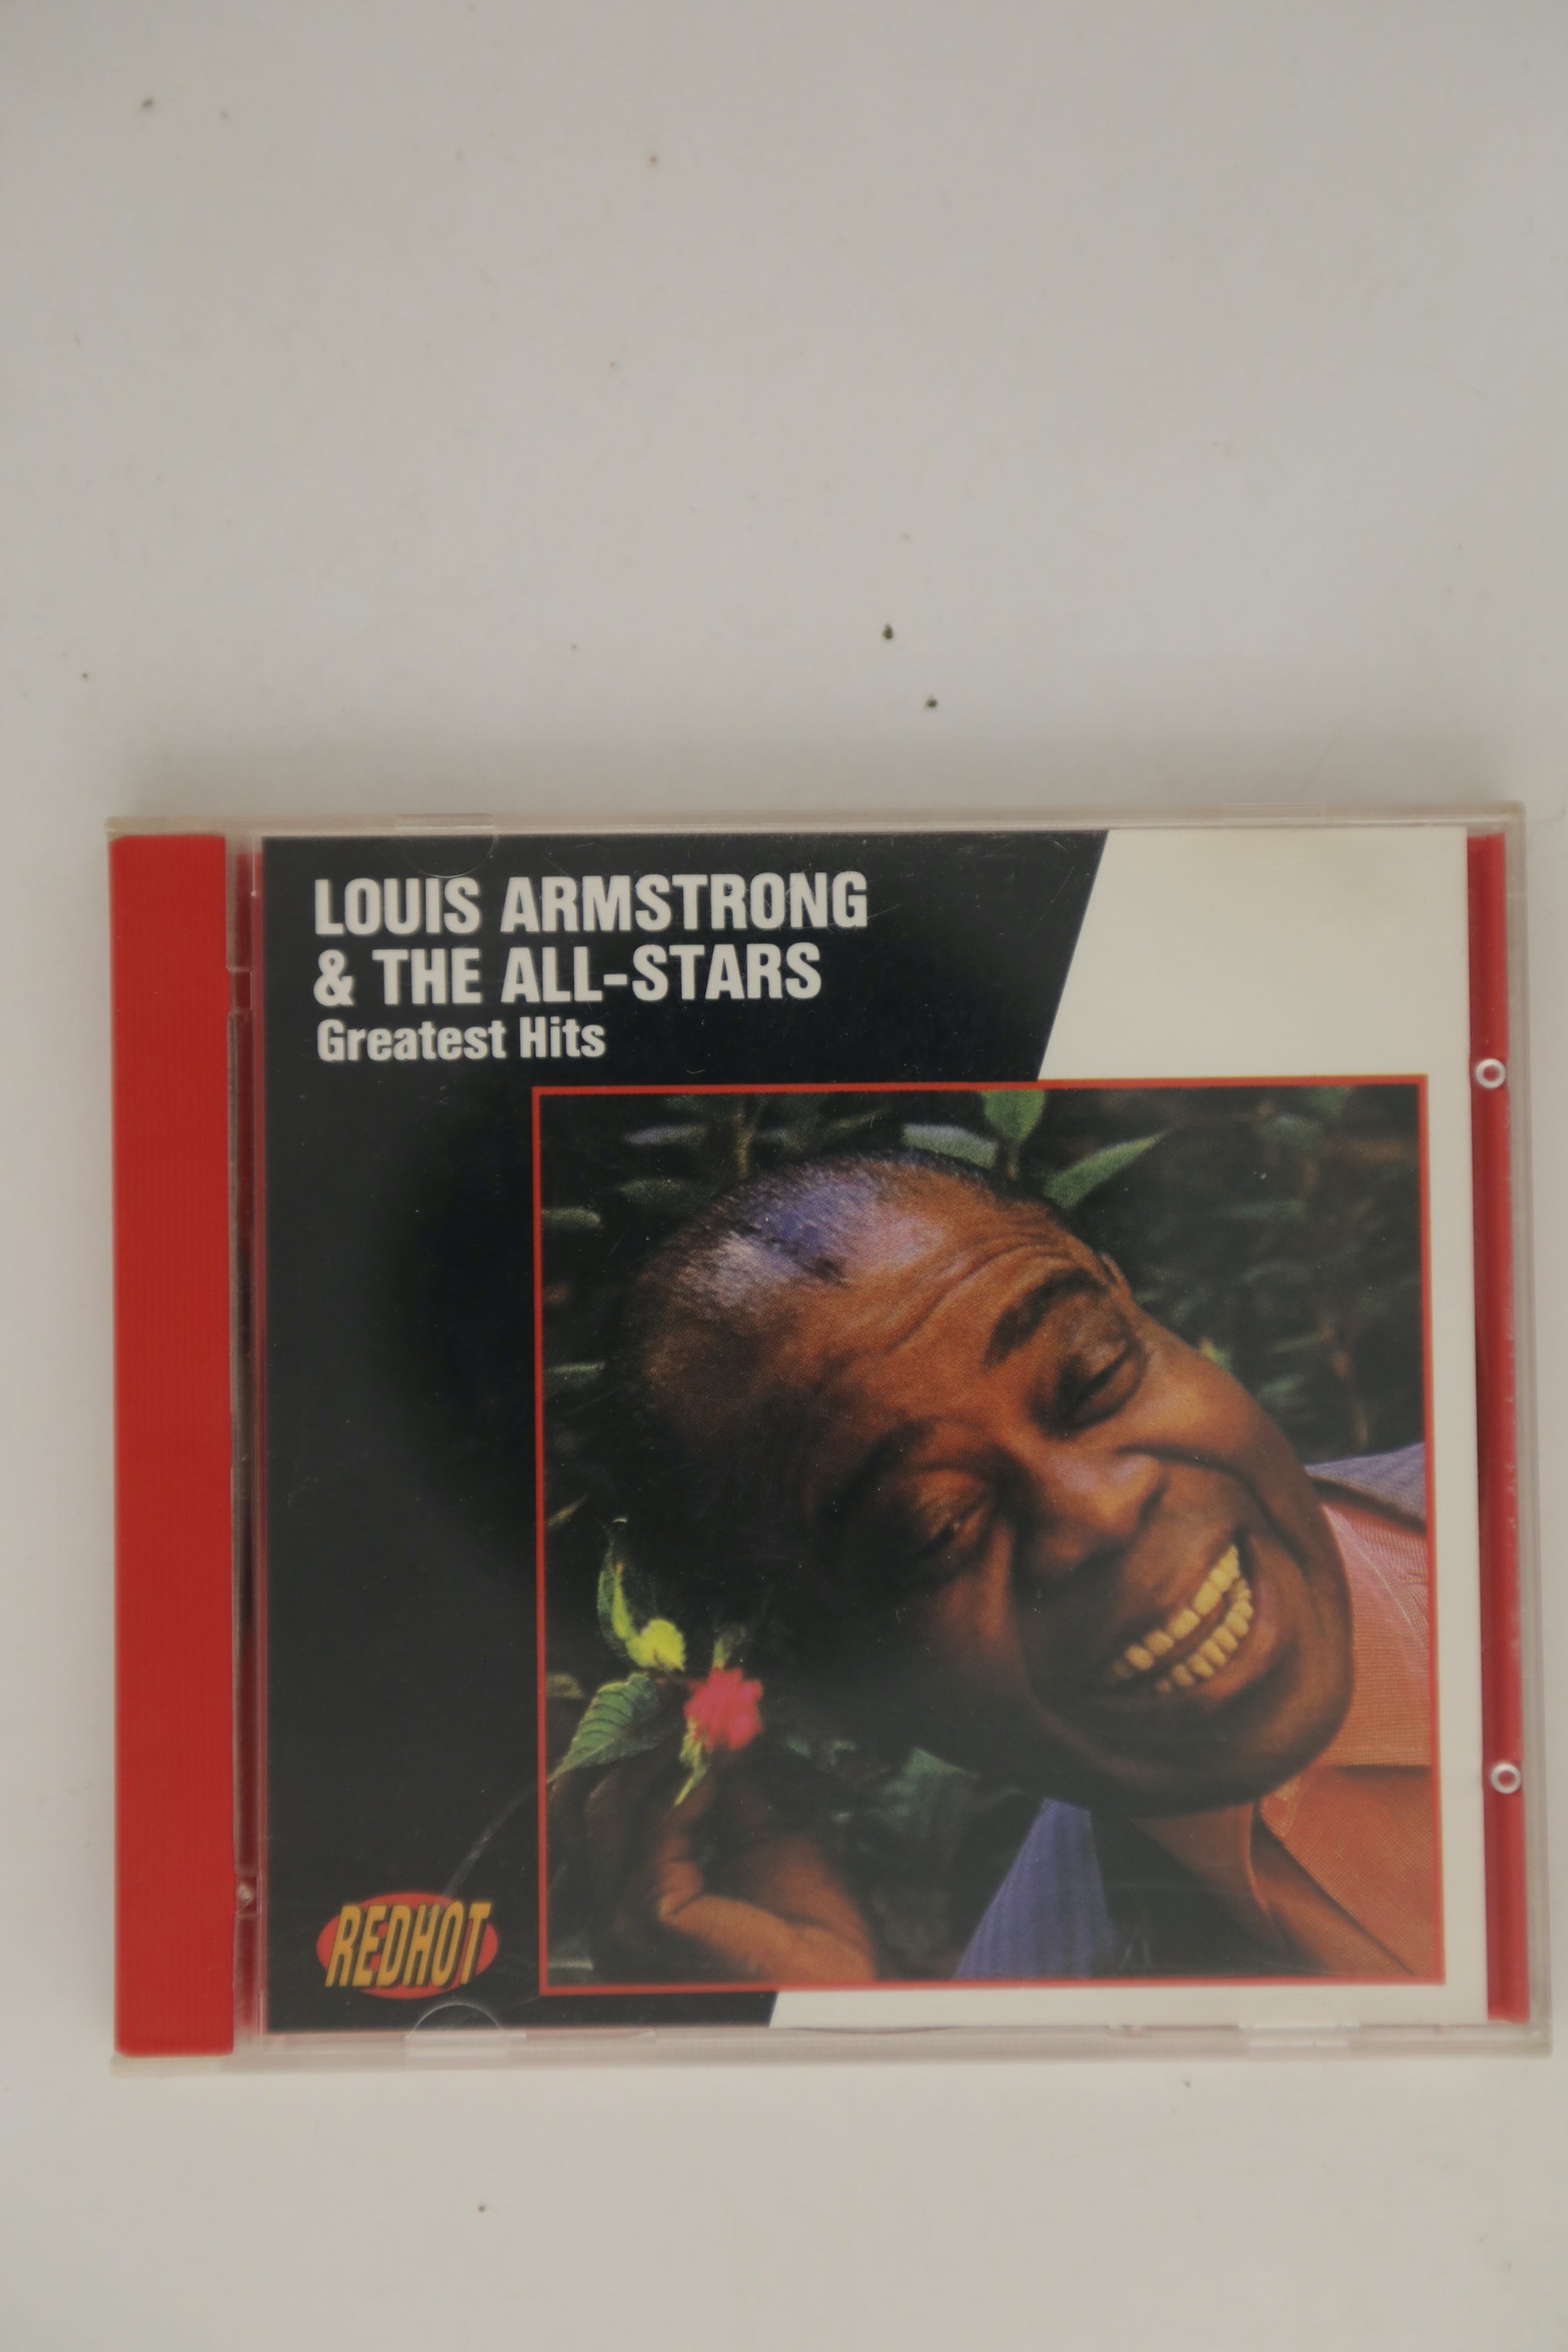 LOUIS ARMSTRONG
& THE ALL-STARS
Greatest Hits
REDHOT